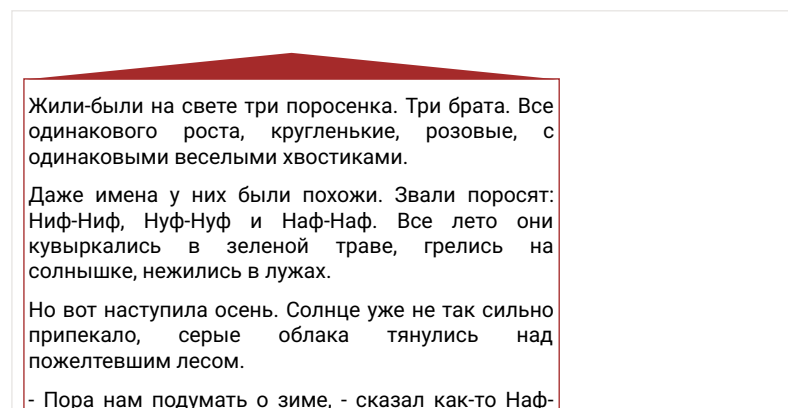 Жили-были на свете три поросенка. Три брата. Все
одинакового роста, кругленькие, розовые, с
одинаковыми веселыми хвостиками.
Даже имена у них были похожи. Звали поросят:
Ниф-Ниф, Нуф-Нуф и Наф-Наф. Все лето они
кувыркались в зеленой траве, грелись на
солнышке, нежились в лужах.
Но вот наступила осень. Солнце уже не так сильно
припекало, серые облака тянулись над
пожелтевшим лесом.
- Пора нам подумать о зиме, - сказал как-то Наф-